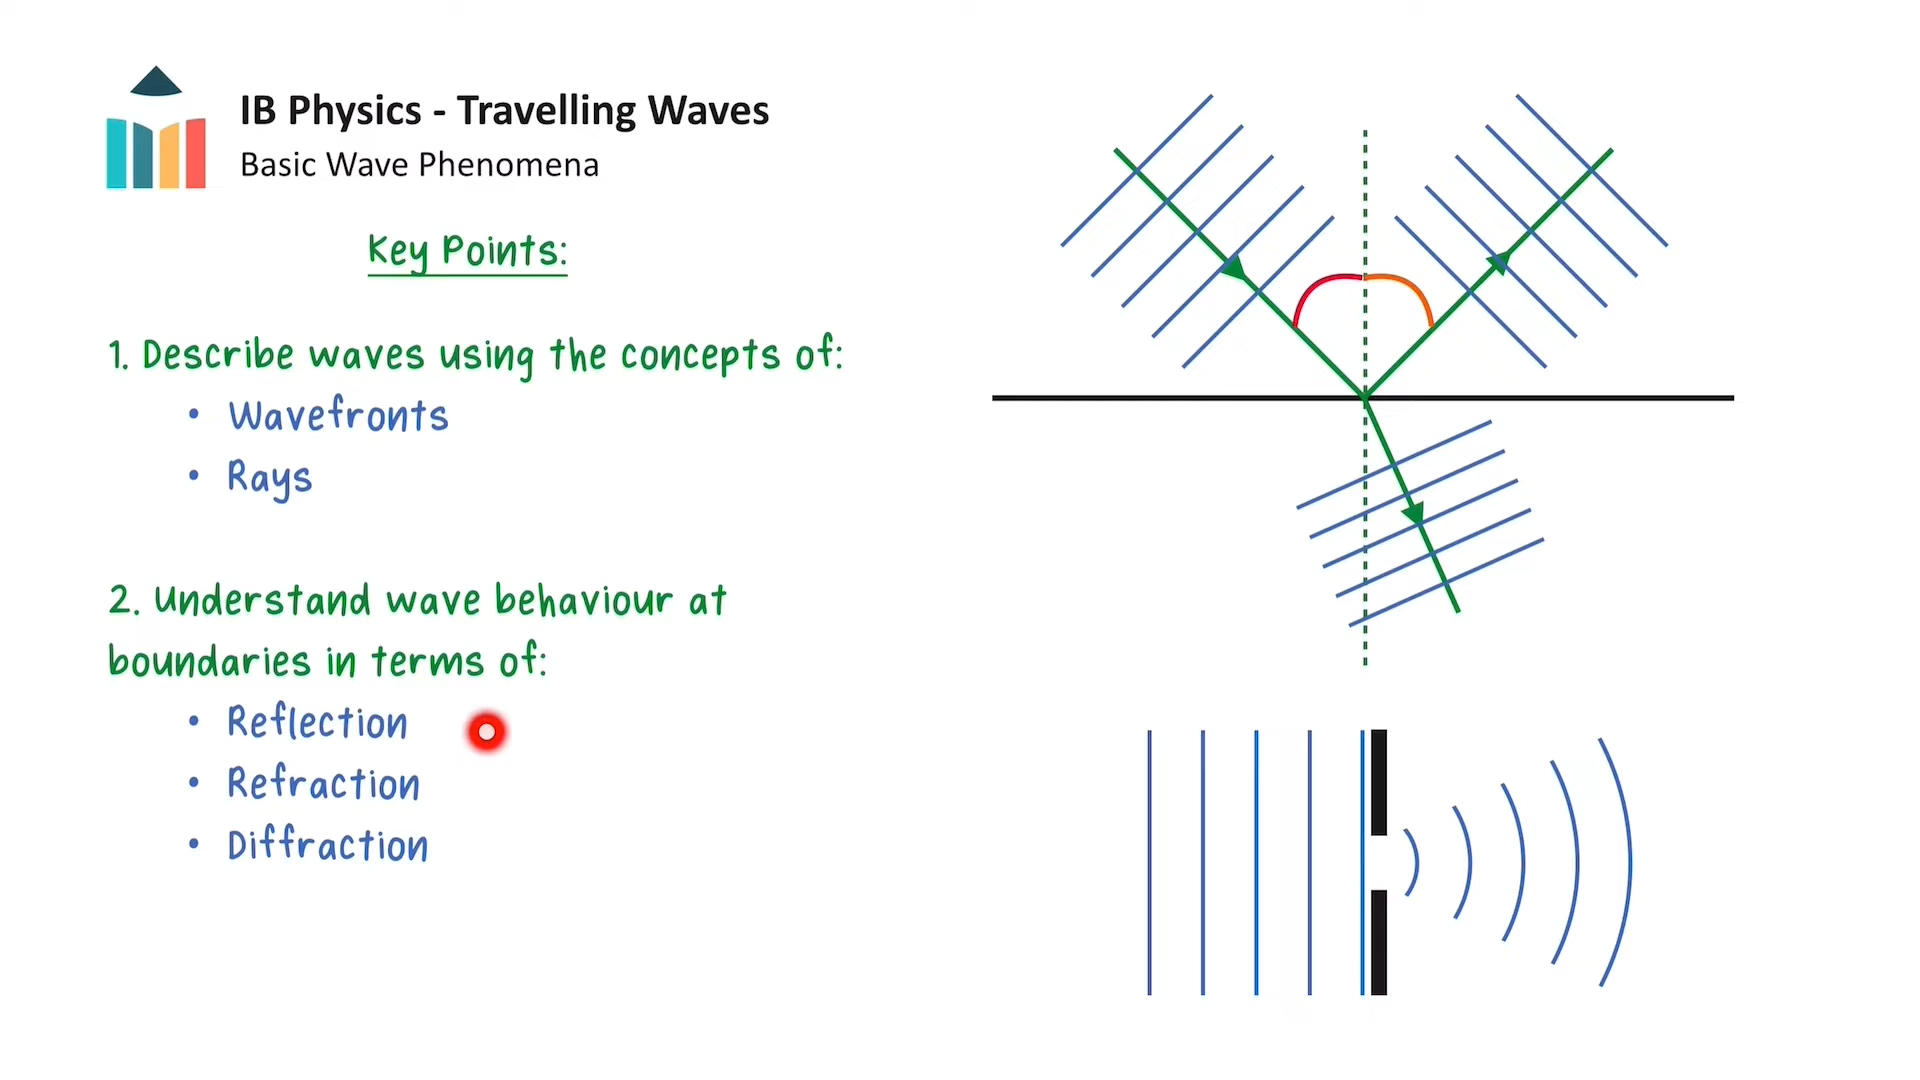 IB Physics - Travelling Waves
Basic Wave Phenomena
Key Points:
1. Describe waves using the concepts of:
• Wavefronts
• Rays
2. Understand wave behaviour at
boundaries in terms of:
• Reflection
• Refraction
• Diffraction